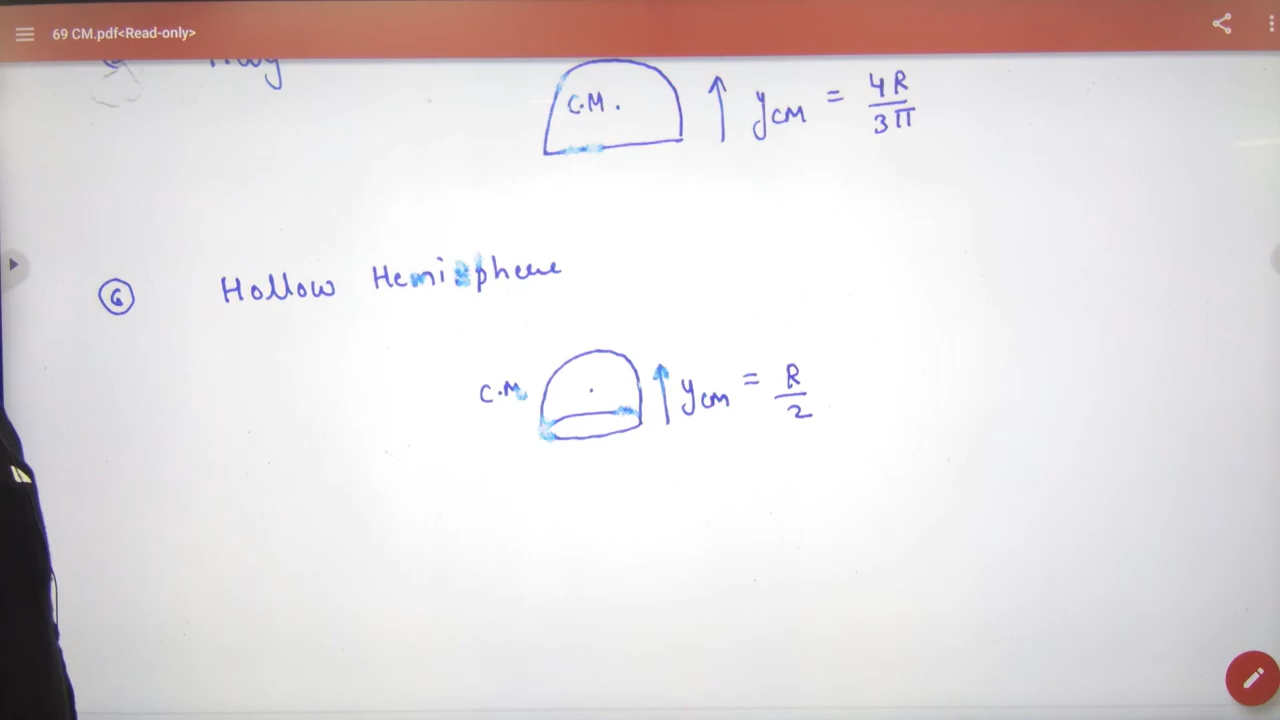 69 CM.pdf<Read-only>
C.M. y_CM = 4R/3π
6 Hollow Hemisphere
C.M. y_CM = R/2